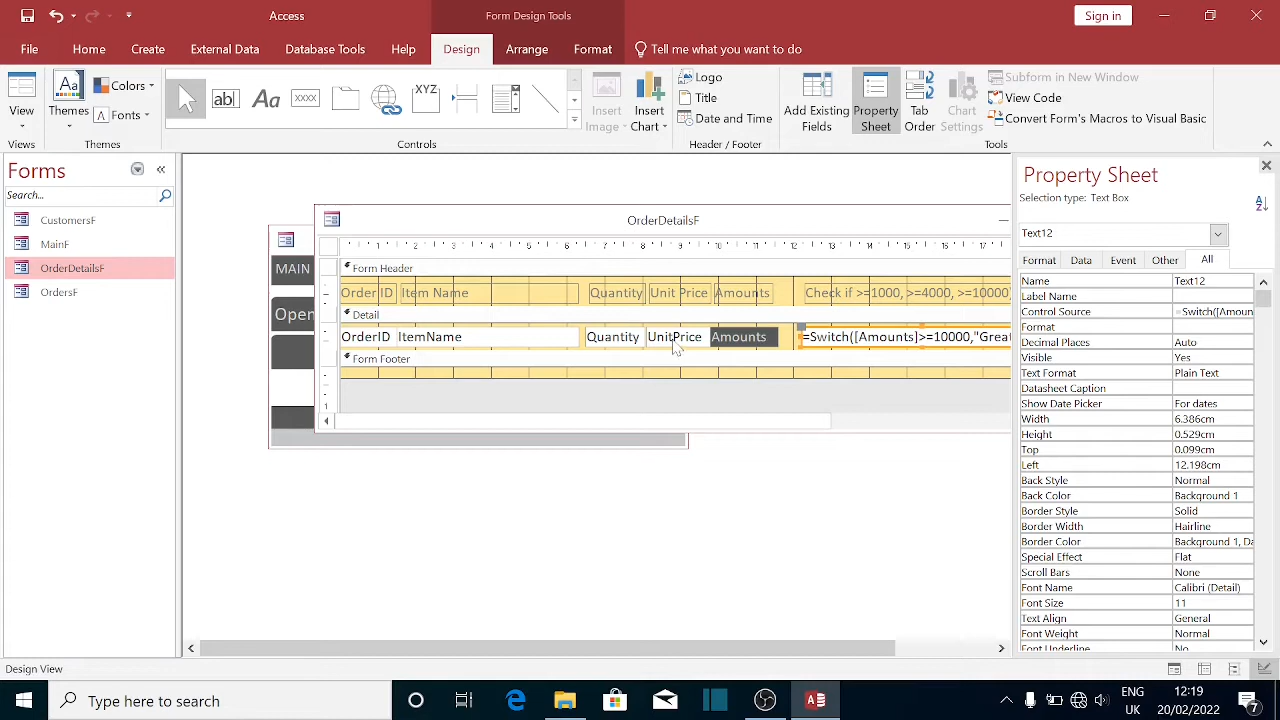 Access
Form Design Tools
Sign in
File
Home
Create
External Data
Database Tools
Help
Design
Arrange
Format
Tell me what you want to do
View
Themes
Colors
Fonts
Themes
ab|
Aa
XXXX
XYZ
Controls
Insert
Image
Insert
Chart
Logo
Title
Date and Time
Header / Footer
Add Existing
Fields
Property
Sheet
Tab
Order
Chart
Settings
Subform in New Window
View Code
Convert Form's Macros to Visual Basic
Tools
Forms
Search...
CustomersF
MainF
OrderDetailsF
OrdersF
MAIN
Open
OrderDetailsF
Form Header
Order ID
Item Name
Quantity
Unit Price
Amounts
Check if >=1000, >=4000, >=10000)
Detail
OrderID
ItemName
Quantity
UnitPrice
Amounts
=Switch([Amounts]>=10000,"Great
Form Footer
Property Sheet
Selection type: Text Box
Text12
Format
Data
Event
Other
All
Name Text12
Label Name
Control Source =Switch([Amoun
Format
Decimal Places Auto
Visible Yes
Text Format Plain Text
Datasheet Caption
Show Date Picker For dates
Width 6.386cm
Height 0.529cm
Top 0.099cm
Left 12.198cm
Back Style Normal
Back Color Background 1
Border Style Solid
Border Width Hairline
Border Color Background 1, Da
Special Effect Flat
Scroll Bars None
Font Name Calibri (Detail)
Font Size 11
Text Align General
Font Weight Normal
Font Underline No
Design View
Type here to search
ENG
UK
12:19
20/02/2022
7